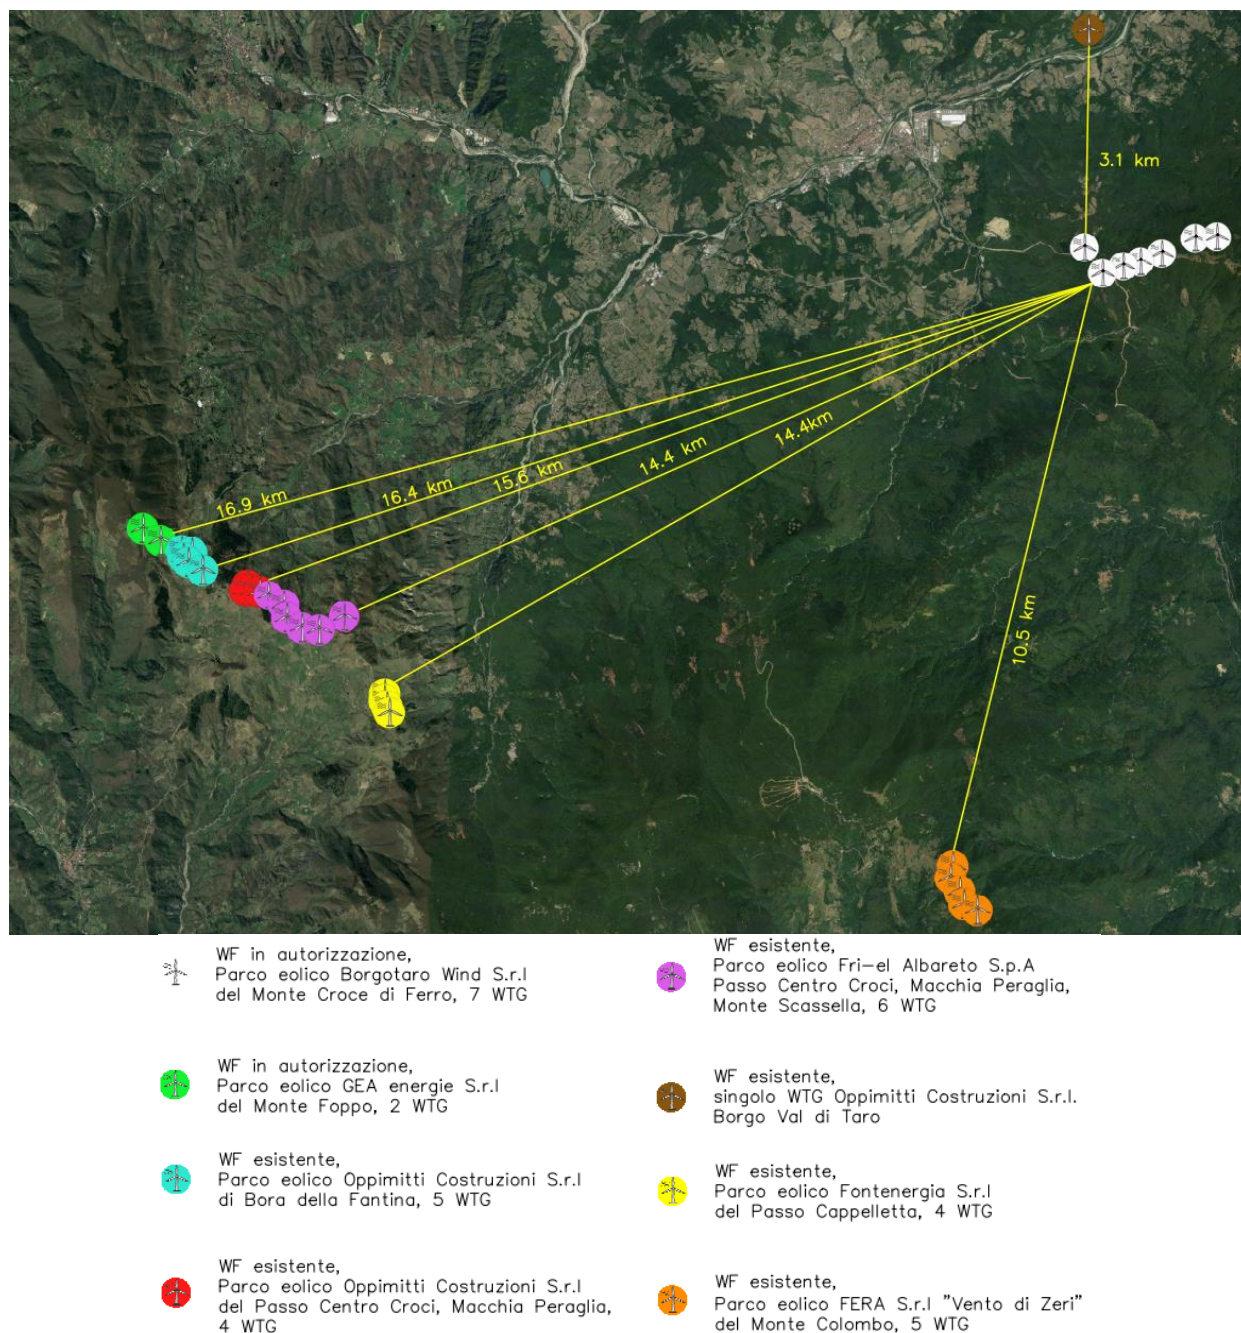 3.1 km
16.9 km
16.4 km
15.6 km
14.4 km
14.4km
10.5 km
WF in autorizzazione,
Parco eolico Borgotaro Wind S.r.l
del Monte Croce di Ferro, 7 WTG
WF in autorizzazione,
Parco eolico GEA energie S.r.l
del Monte Foppo, 2 WTG
WF esistente,
Parco eolico Oppimitti Costruzioni S.r.l
di Bora della Fantina, 5 WTG
WF esistente,
Parco eolico Oppimitti Costruzioni S.r.l
del Passo Centro Croci, Macchia Peraglia,
4 WTG
WF esistente,
Parco eolico Fri-el Albareto S.p.A
Passo Centro Croci, Macchia Peraglia,
Monte Scassella, 6 WTG
WF esistente,
singolo WTG Oppimitti Costruzioni S.r.l.
Borgo Val di Taro
WF esistente,
Parco eolico Fontenergia S.r.l
del Passo Cappelletta, 4 WTG
WF esistente,
Parco eolico FERA S.r.l "Vento di Zeri"
del Monte Colombo, 5 WTG